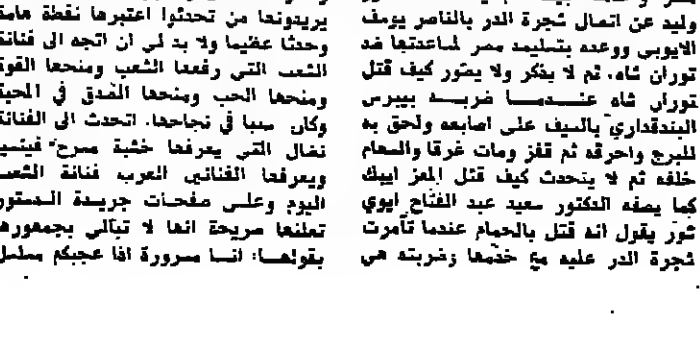 وليد عن اتصال شجرة الدر بالناصر يوسف
الايوبي ووعده بتسليمه مصر لمساعدتها ضد
توران شاه، ثم لا يذكر ولا يصور كيف قتل
توران شاه عندما ضربه بيبرس
البندقداري بالسيف على اصابعه ولحق به
للبرج واحرقه ثم قفز ومات غرقا والسهام
خلفه ثم لا يتحدث كيف قتل المعز ايبك
كما يصفه الدكتور سعيد عبد الفتاح
يقول انه قتل بالحمام عندما تآمرت
شجرة الدر عليه مع خدمها وضربته هي
يريدونها من تحدثوا اعتبرها نقطة هامة
وحدثا عظيما ولا بد لي ان اتجه الى فنانة
الشعب التي رفعها الشعب ومنحها القوة
ومنحها الحب ومنحها الصدق في المحبة
وكان سببا في نجاحها، اتحدث الى الفنانة
نضال التي يعرفها خشبة مسرح
ويعرفها الفنانين العرب فنانة الشعب
اليوم وعلى صفحات جريدة الدستور
تعلنها صريحة انها لا تبالي بجمهورها
بقولها: انا مسرورة اذا عجبكم مسلسل